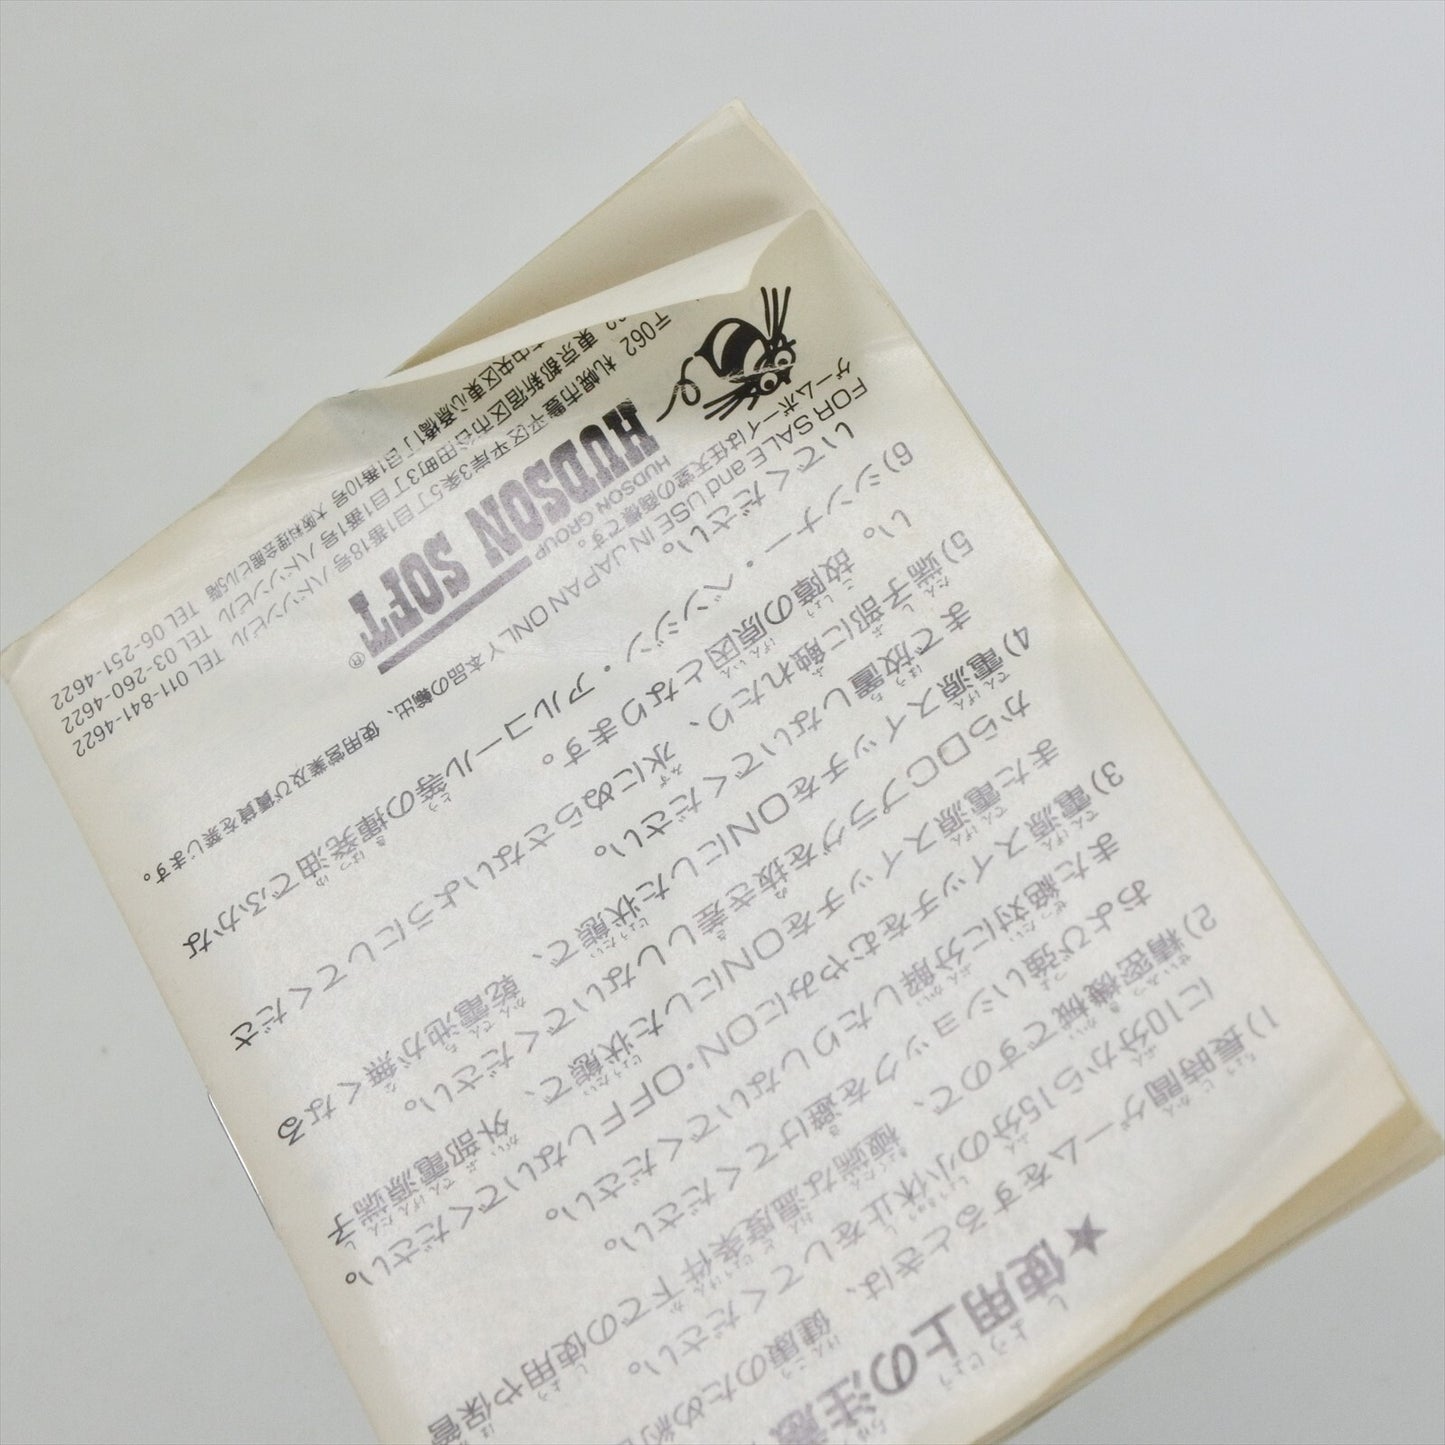 ★使用上の注意
1)長時間ゲームをするときは、健康のため約
に10分から15分の小休止をしてください。
2)精密機械ですので、極端な温度条件下での使用や保管
および強いショックを避けてください。
また絶対に分解したりしないでください。
3)電源スイッチをむやみにON・OFFしないでください。
また電源スイッチをONにした状態で、外部電源端子
からDCプラグを抜き差ししないでください。
4)電源スイッチをONにした状態で、乾電池が無くなる
まで放置しないでください。
5)端子部に触れたり、水にぬらさないようにしてくださ
い。故障の原因となります。
6)シンナー・ベンジン・アルコール等の揮発油でふかな
いでください。
FOR SALE and USE IN JAPAN ONLY 本品の輸出、使用営業及び賃貸を禁じます。
ゲームボーイは任天堂の商標です。
HUDSON GROUP
HUDSON SOFT®
〒062 札幌市豊平区平岸3条5丁目1番18号 ハドソンビル TEL 011-841-4622
東京都新宿区市谷田町3丁目1番1号 ハドソンビル TEL 03-260-4622
中央区東心斎橋1丁目1番10号 大阪料理会館ビル5階 TEL 06-251-4622